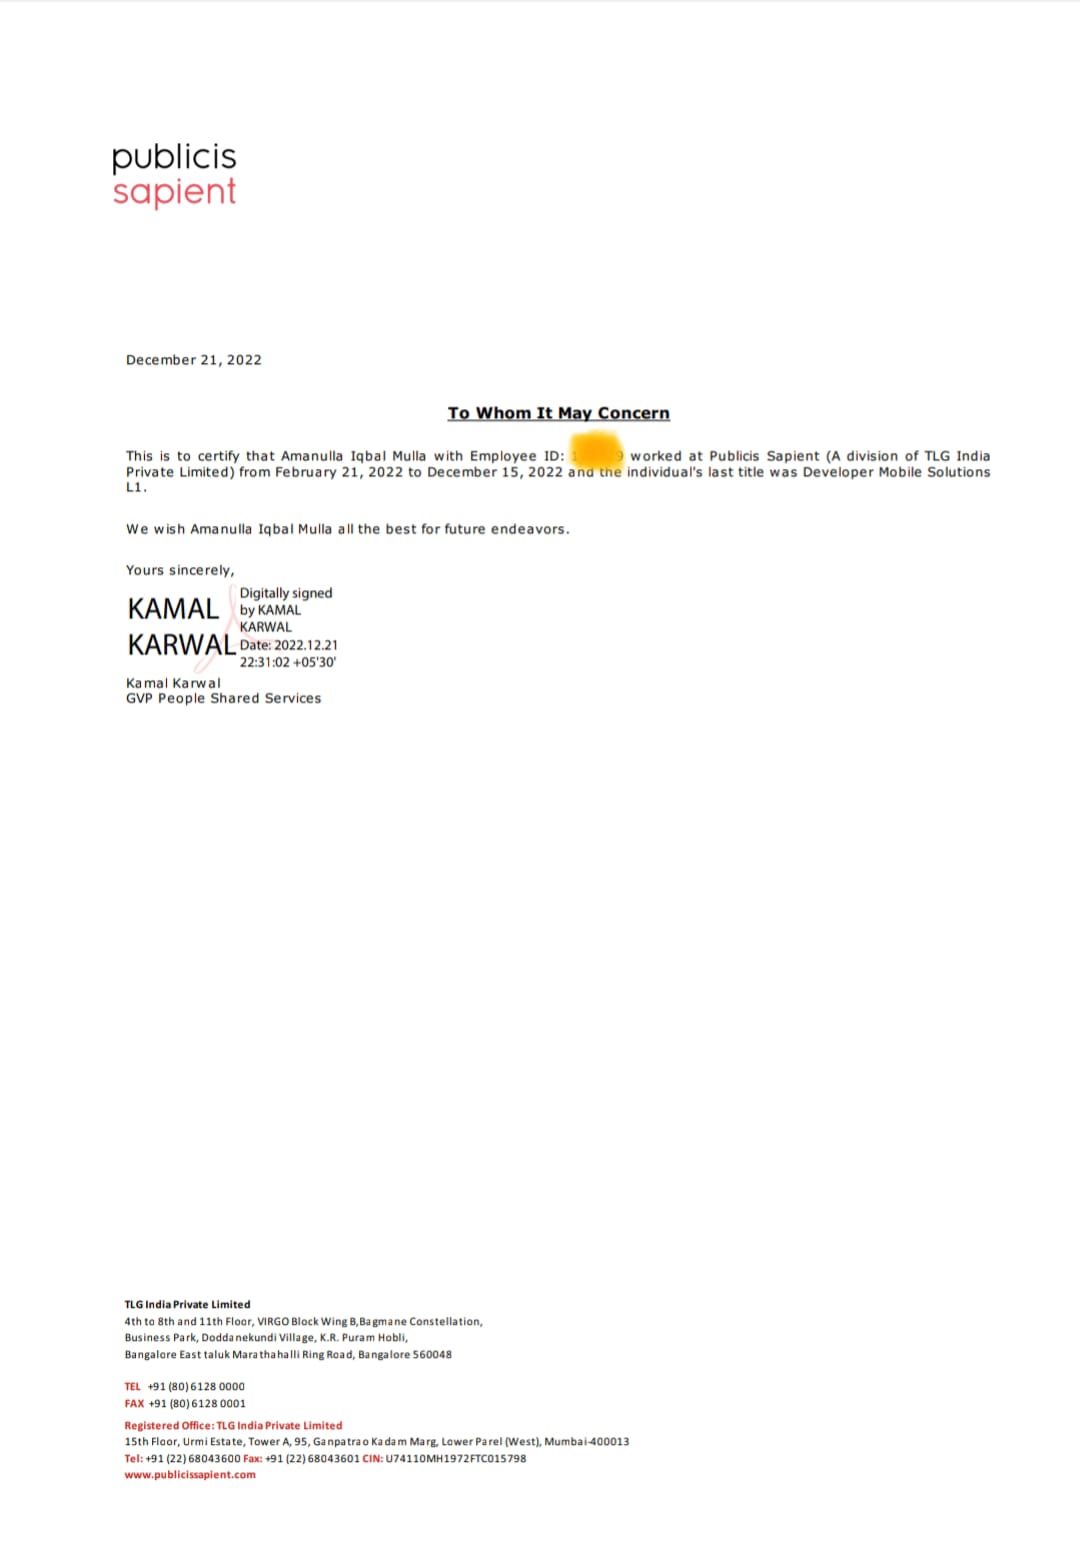 publicis
sapient
December 21, 2022
To Whom It May Concern
This is to certify that Amanulla Iqbal Mulla with Employee ID: worked at Publicis Sapient (A division of TLG India
Private Limited) from February 21, 2022 to December 15, 2022 and the individual's last title was Developer Mobile Solutions
L1.
We wish Amanulla Iqbal Mulla all the best for future endeavors.
Yours sincerely,
KAMAL
KARWAL
Digitally signed
by KAMAL
KARWAL
Date: 2022.12.21
22:31:02 +05'30'
Kamal Karwal
GVP People Shared Services
TLG India Private Limited
4th to 8th and 11th Floor, VIRGO Block Wing B,Bagmane Constellation,
Business Park, Doddanekundi Village, K.R. Puram Hobli,
Bangalore East taluk Marathahalli Ring Road, Bangalore 560048
TEL +91 (80) 6128 0000
FAX +91 (80) 6128 0001
Registered Office: TLG India Private Limited
15th Floor, Urmi Estate, Tower A, 95, Ganpatrao Kadam Marg, Lower Parel (West), Mumbai-400013
Tel: +91 (22) 68043600 Fax: +91 (22) 68043601 CIN: U74110MH1972FTC015798
www.publicissapient.com